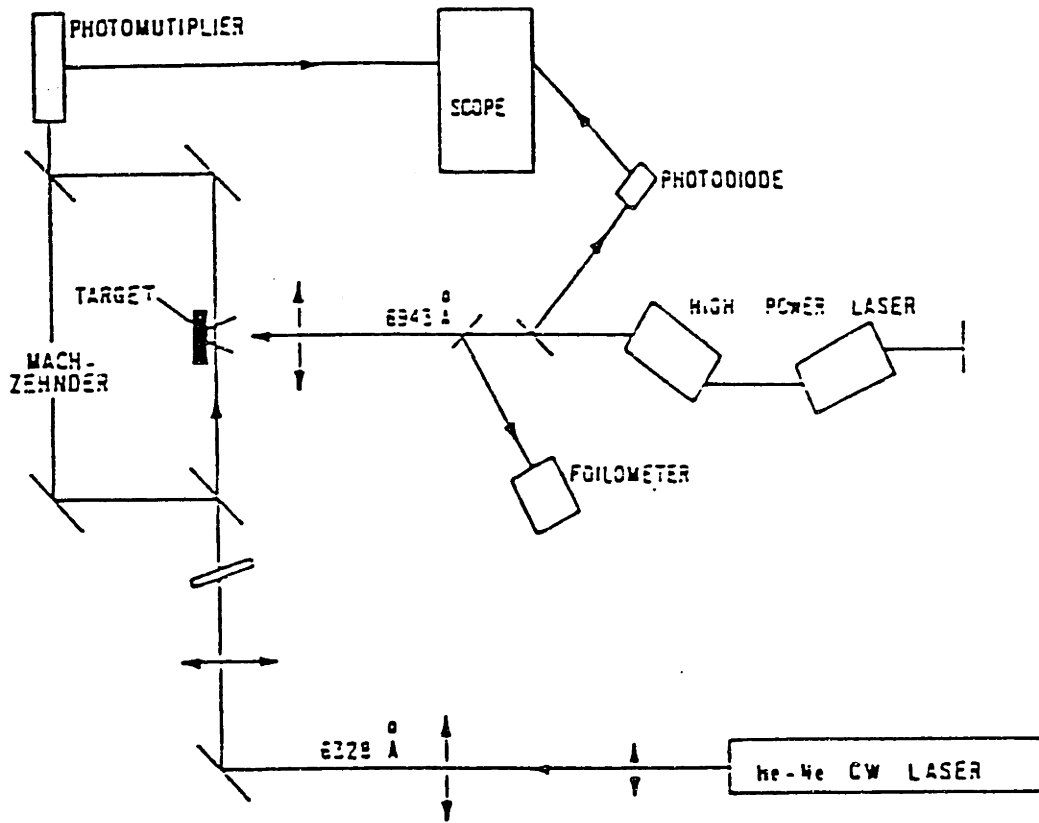 PHOTOMUTIPLIER
SCOPE
PHOTODIODE
TARGET
6943 Å
HIGH POWER LASER
MACH-
ZEHNDER
FOILOMETER
6328 Å
He-Ne CW LASER